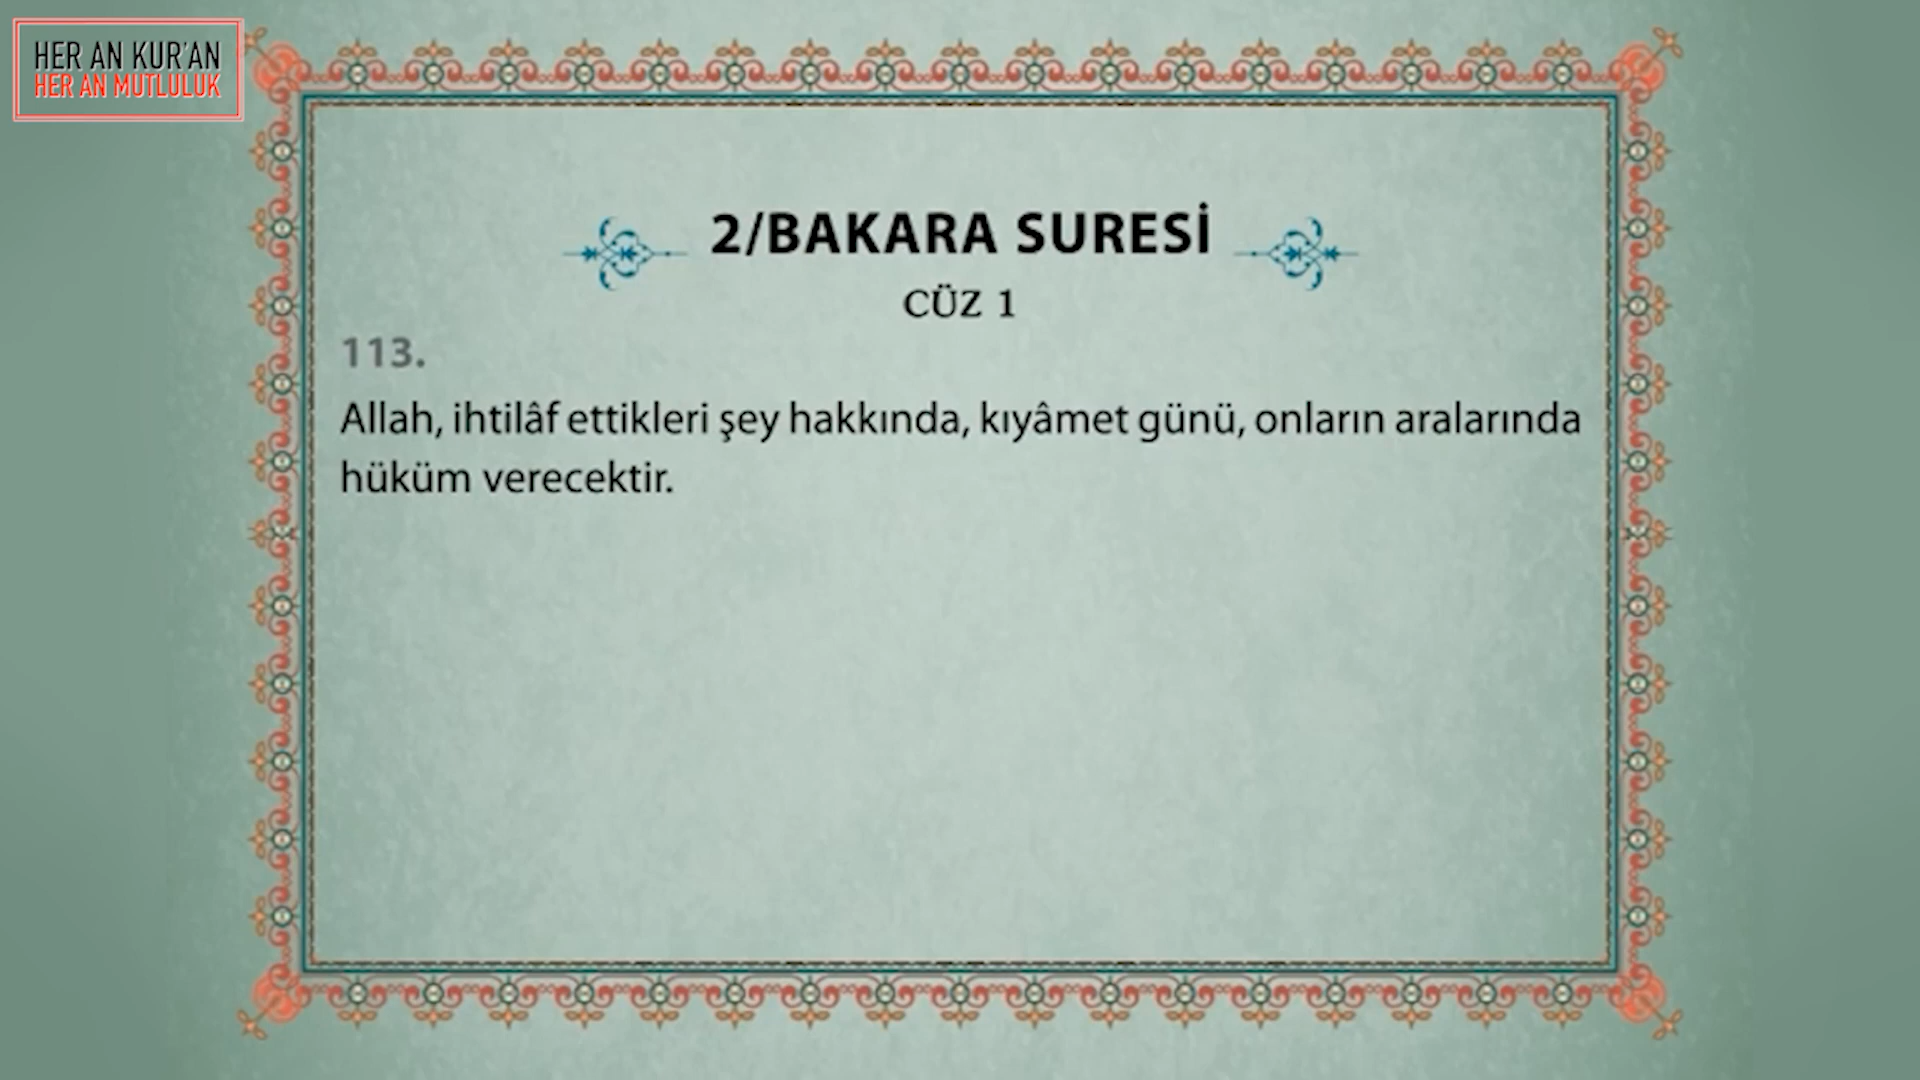 HER AN KUR'AN
HER AN MUTLULUK
2/BAKARA SURESİ
CÜZ 1
113.
Allah, ihtilâf ettikleri şey hakkında, kıyâmet günü, onların aralarında
hüküm verecektir.